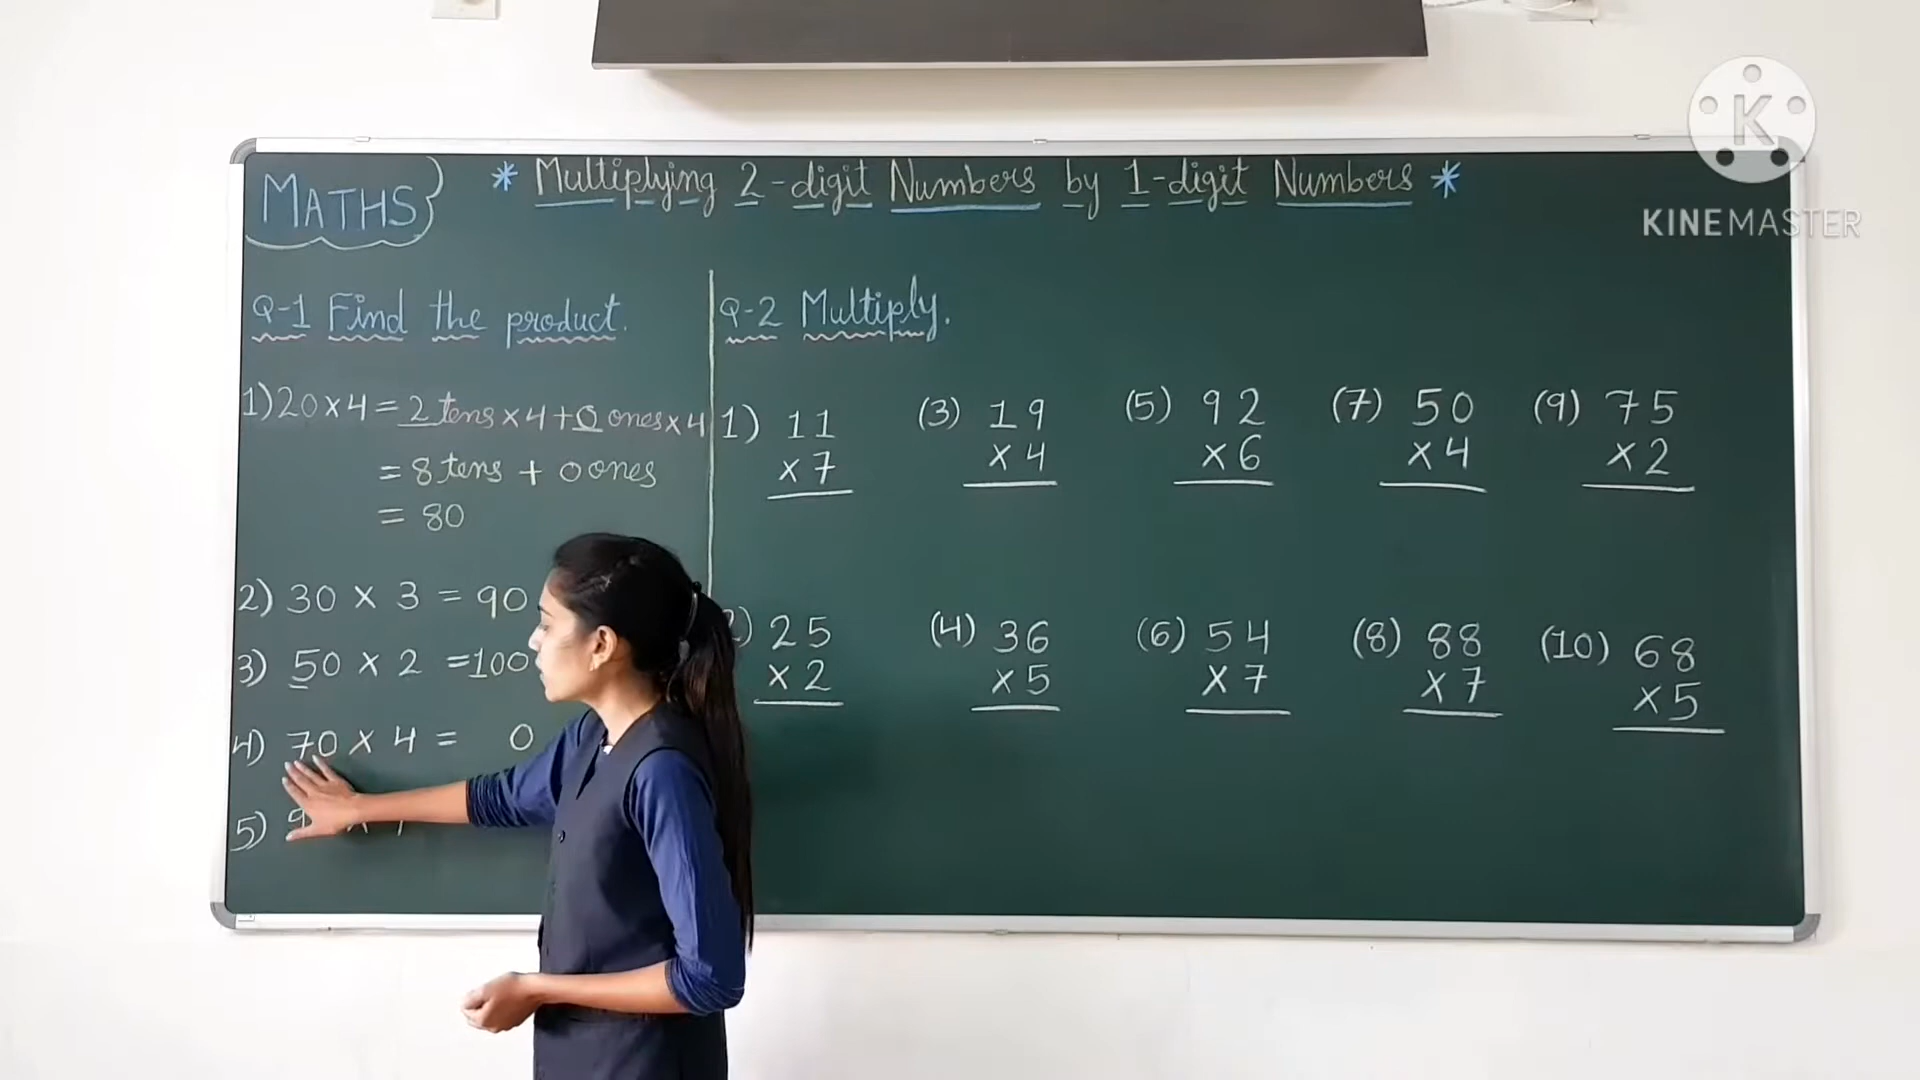 K
KINEMASTER
MATHS
* Multiplying 2-digit Numbers by 1-digit Numbers *
Q-1 Find the product.
1) 20 x 4 = 2 tens x 4 + 0 ones x 4
= 8 tens + 0 ones
= 80
2) 30 x 3 = 90
3) 50 x 2 = 100
4) 70 x 4 = 0
5) 9
Q-2 Multiply.
1) 11
x 7
2) 25
x 2
(3) 19
x 4
(4) 36
x 5
(5) 92
x 6
(6) 54
x 7
(7) 50
x 4
(8) 88
x 7
(9) 75
x 2
(10) 68
x 5